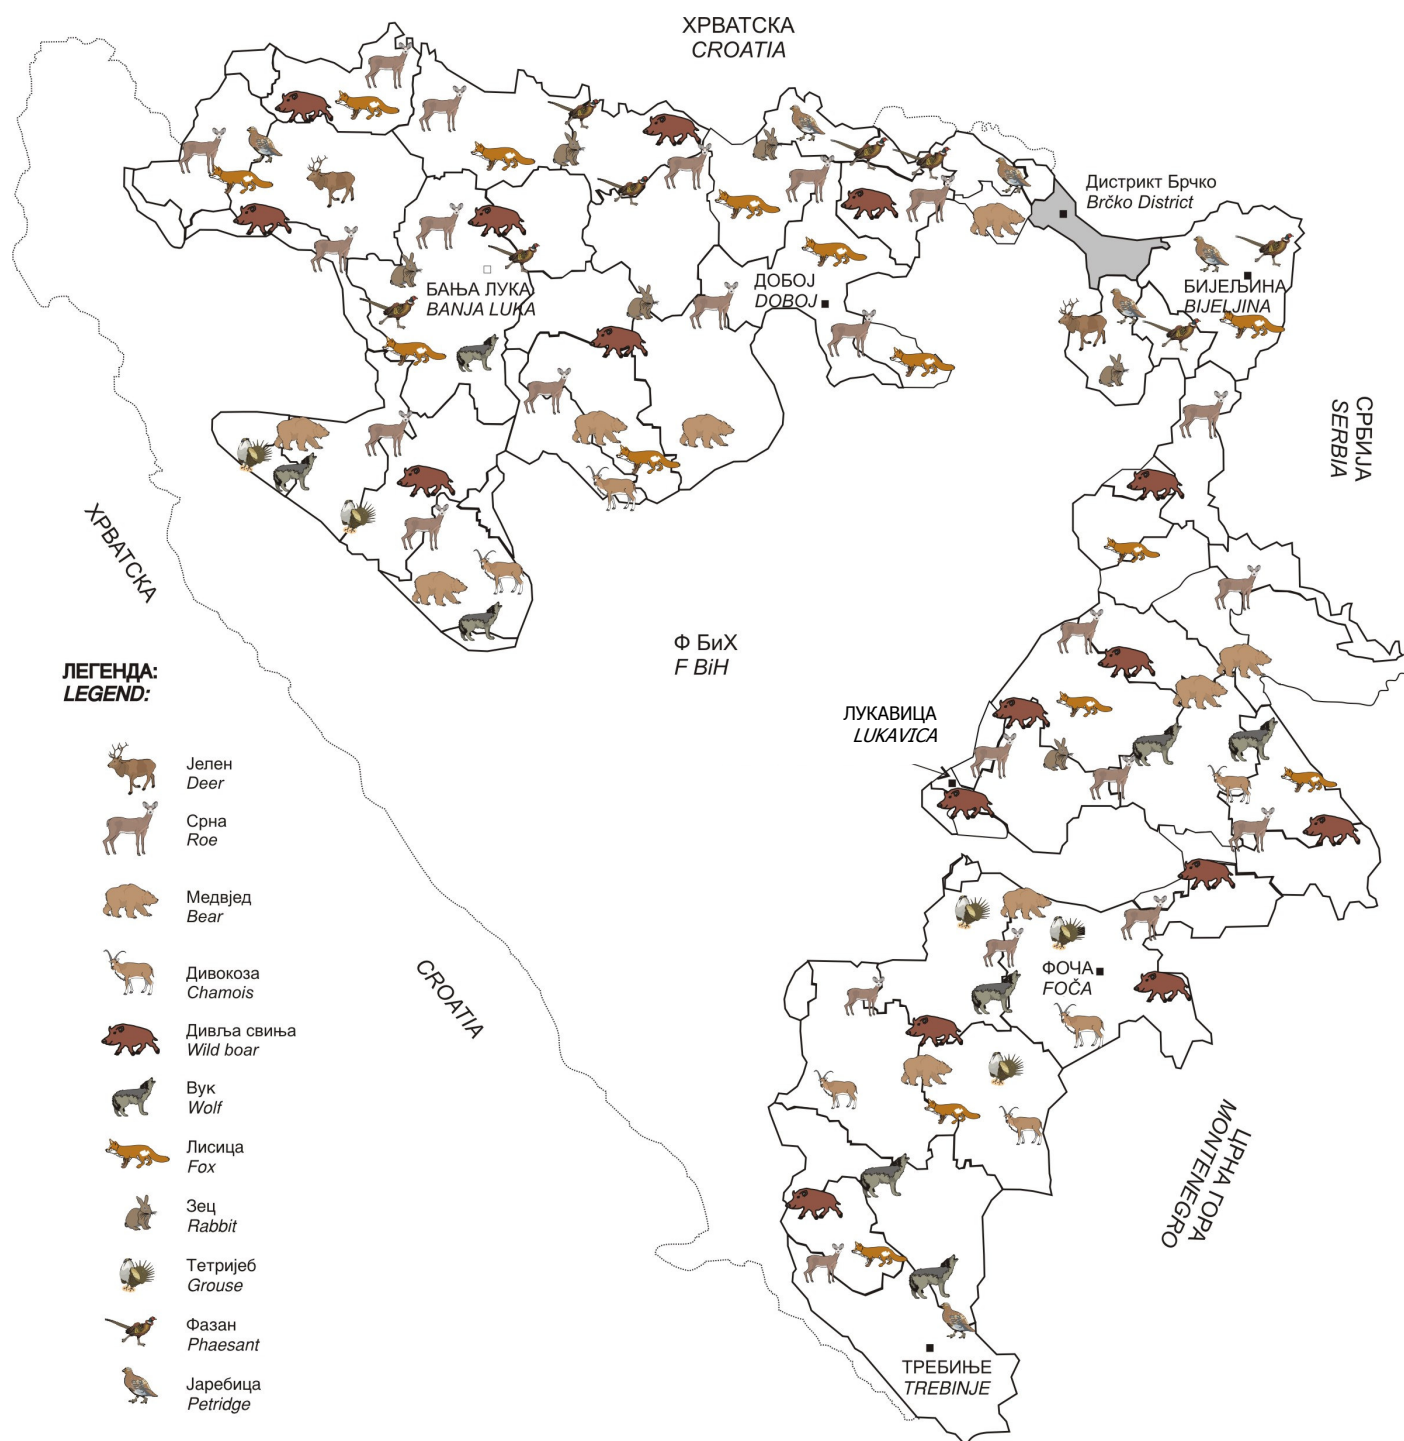 ХРВАТСКА
CROATIA
Дистрикт Брчко
Brčko District
БИЈЕЉИНА
BIJELJINA
ДОБОЈ
DOBOJ
БАЊА ЛУКА
BANJA LUKA
СРБИЈА
SERBIA
ХРВАТСКА
CROATIA
Ф БиХ
F BiH
ЛУКАВИЦА
LUKAVICA
ФОЧА
FOČA
ЦРНА ГОРА
MONTENEGRO
ТРЕБИЊЕ
TREBINJE
ЛЕГЕНДА:
LEGEND:
Јелен
Deer
Срна
Roe
Медвјед
Bear
Дивокоза
Chamois
Дивља свиња
Wild boar
Вук
Wolf
Лисица
Fox
Зец
Rabbit
Тетријеб
Grouse
Фазан
Phaesant
Јаребица
Petridge